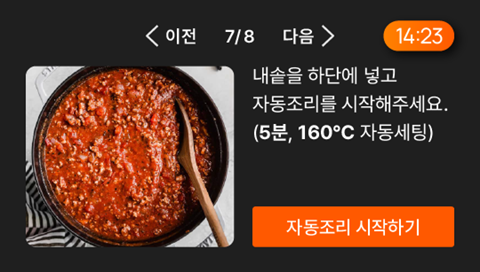 이전 7/8 다음 14:23
내솥을 하단에 넣고
자동조리를 시작해주세요.
(5분, 160°C 자동세팅)
자동조리 시작하기